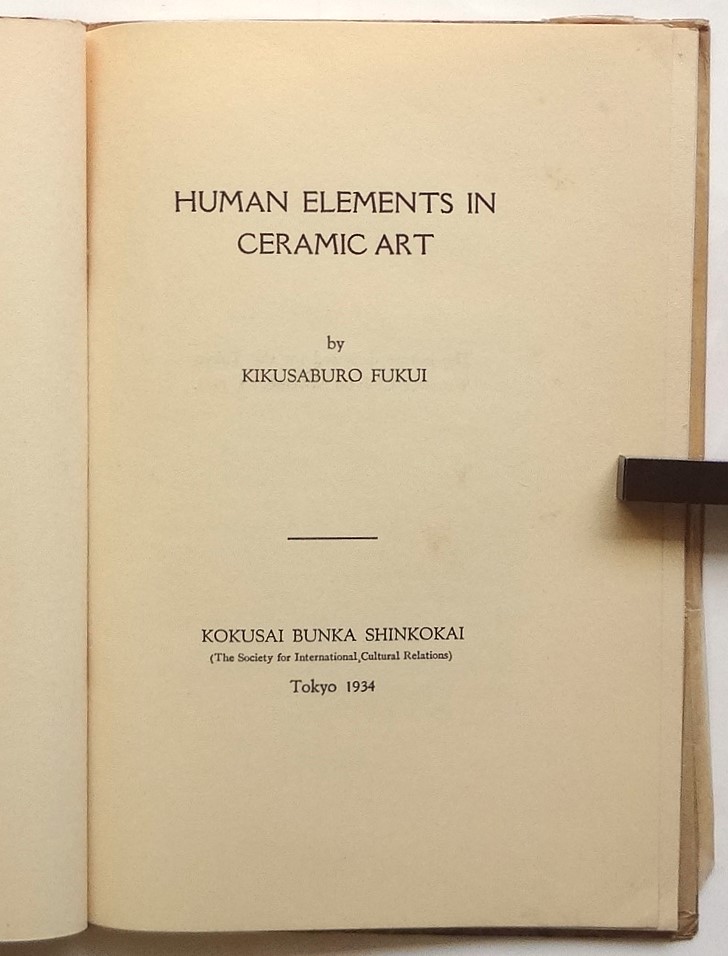 HUMAN ELEMENTS IN
CERAMIC ART
by
KIKUSABURO FUKUI
KOKUSAI BUNKA SHINKOKAI
(The Society for International,Cultural Relations)
Tokyo 1934